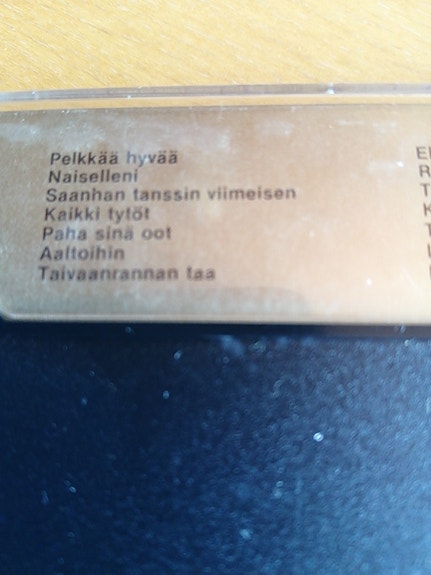 Pelkkää hyvää
Naiselleni
Saanhan tanssin viimeisen
Kaikki tytöt
Paha sinä oot
Aaltoihin
Taivaanrannan taa